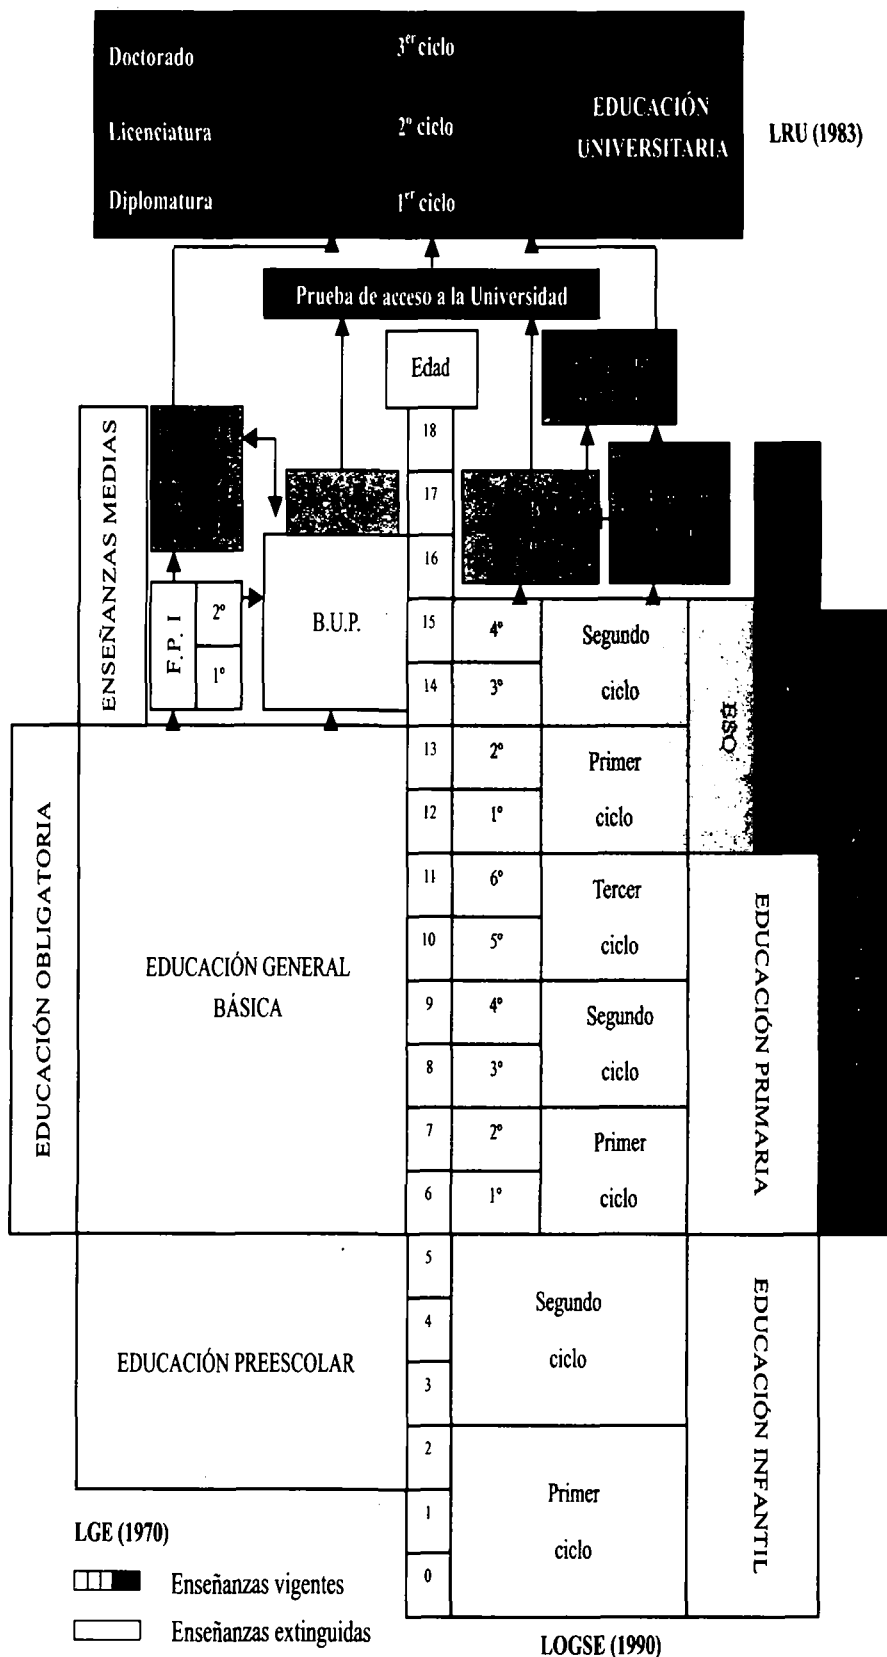 Doctorado
3er ciclo
Licenciatura
2º ciclo
Diplomatura
1er ciclo
EDUCACIÓN
UNIVERSITARIA
LRU (1983)
Prueba de acceso a la Universidad
Edad
18
17
16
15
14
13
12
11
10
9
8
7
6
5
4
3
2
1
0
ENSEÑANZAS MEDIAS
F.P. I
2º
1º
B.U.P.
EDUCACIÓN OBLIGATORIA
EDUCACIÓN GENERAL
BÁSICA
EDUCACIÓN PREESCOLAR
4º
3º
Segundo
ciclo
2º
1º
Primer
ciclo
ESO
6º
5º
Tercer
ciclo
4º
3º
Segundo
ciclo
2º
1º
Primer
ciclo
EDUCACIÓN PRIMARIA
Segundo
ciclo
Primer
ciclo
EDUCACIÓN INFANTIL
LGE (1970)
Enseñanzas vigentes
Enseñanzas extinguidas
LOGSE (1990)